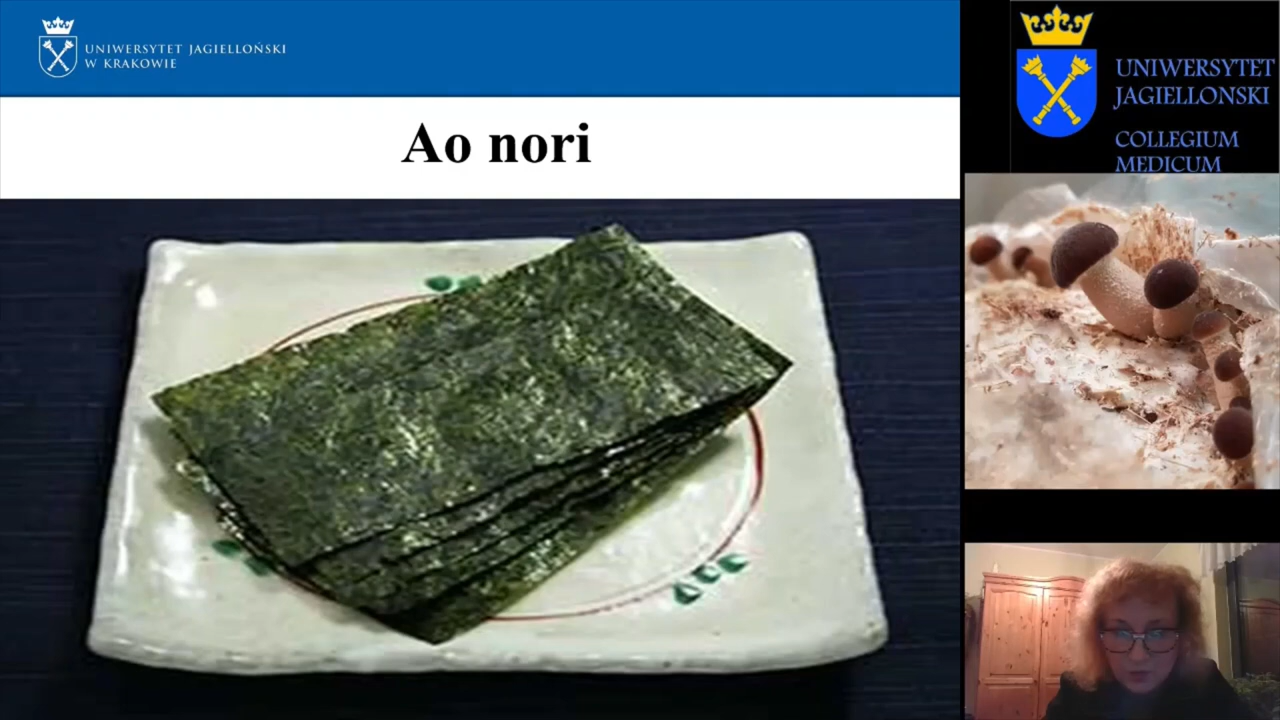 UNIWERSYTET JAGIELLOŃSKI
W KRAKOWIE
Ao nori
UNIWERSYTET
JAGIELLONSKI
COLLEGIUM
MEDICUM